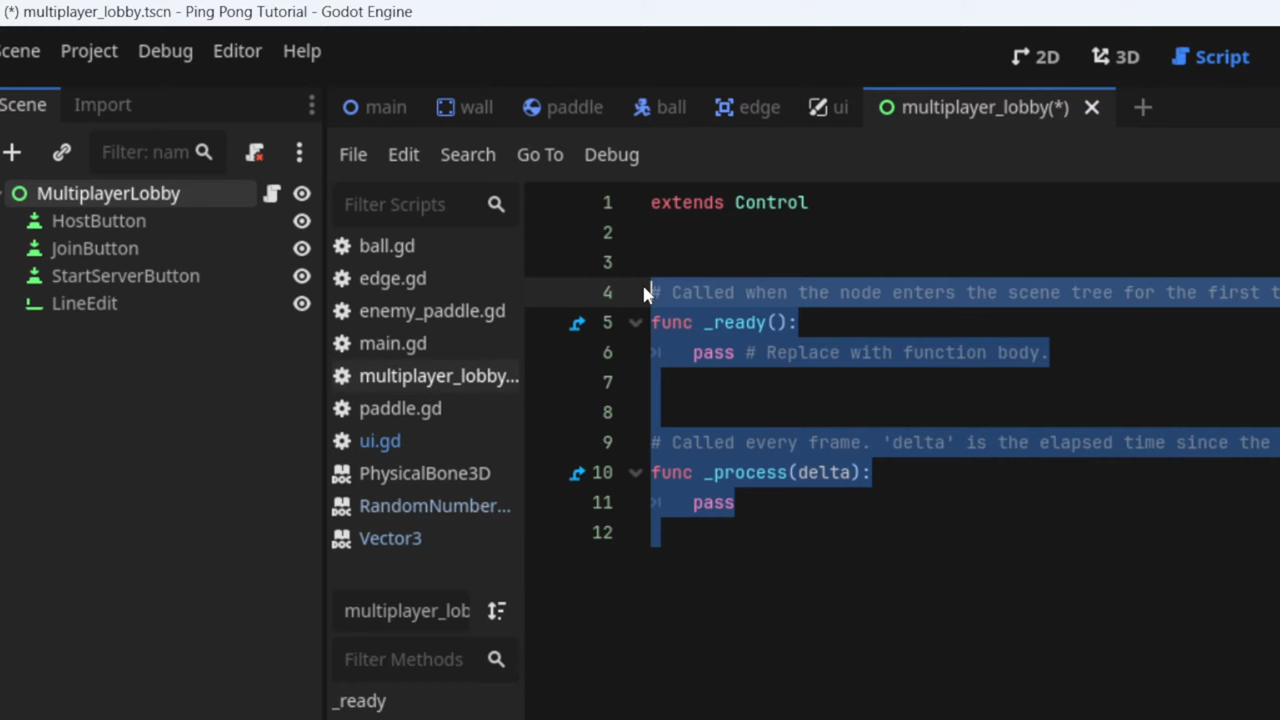 (*) multiplayer_lobby.tscn - Ping Pong Tutorial - Godot Engine
Scene Project Debug Editor Help
2D 3D Script
Scene Import
main wall paddle ball edge ui multiplayer_lobby(*)
Filter: nam
File Edit Search Go To Debug
MultiplayerLobby
HostButton
JoinButton
StartServerButton
LineEdit
Filter Scripts
ball.gd
edge.gd
enemy_paddle.gd
main.gd
multiplayer_lobby...
paddle.gd
ui.gd
PhysicalBone3D
RandomNumber...
Vector3
multiplayer_lob
Filter Methods
_ready
1 extends Control
2
3
4 # Called when the node enters the scene tree for the first t
5 func _ready():
6 pass # Replace with function body.
7
8
9 # Called every frame. 'delta' is the elapsed time since the
10 func _process(delta):
11 pass
12